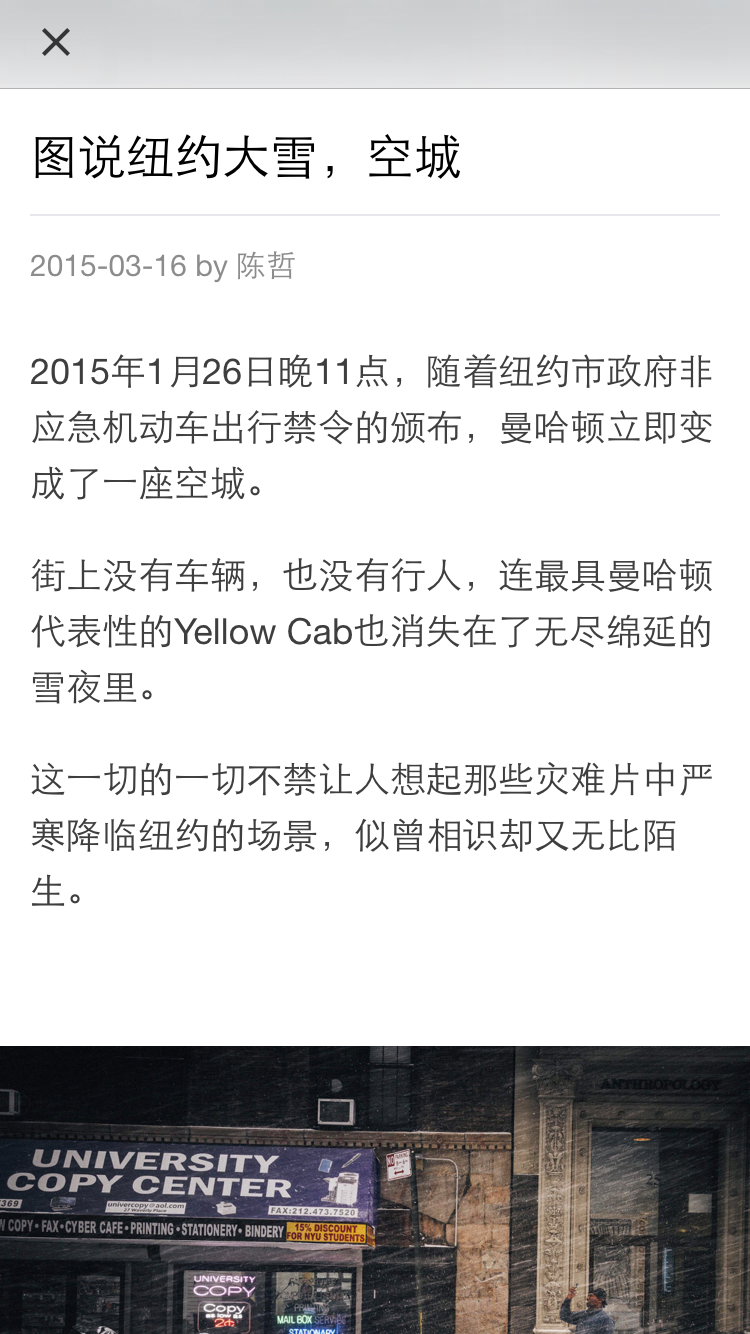 图说纽约大雪，空城
2015-03-16 by 陈哲
2015年1月26日晚11点，随着纽约市政府非
应急机动车出行禁令的颁布，曼哈顿立即变
成了一座空城。
街上没有车辆，也没有行人，连最具曼哈顿
代表性的Yellow Cab也消失在了无尽绵延的
雪夜里。
这一切的一切不禁让人想起那些灾难片中严
寒降临纽约的场景，似曾相识却又无比陌
生。
ANTHROPOLOGY
UNIVERSITY
COPY CENTER
univercopy@aol.com
FAX:212.473.7520
COPY • FAX • CYBER CAFE • PRINTING • STATIONERY • BINDERY
15% DISCOUNT
FOR NYU STUDENTS
UNIVERSITY
COPY
Copy
MAIL BOX SERVICE
STATIONARY